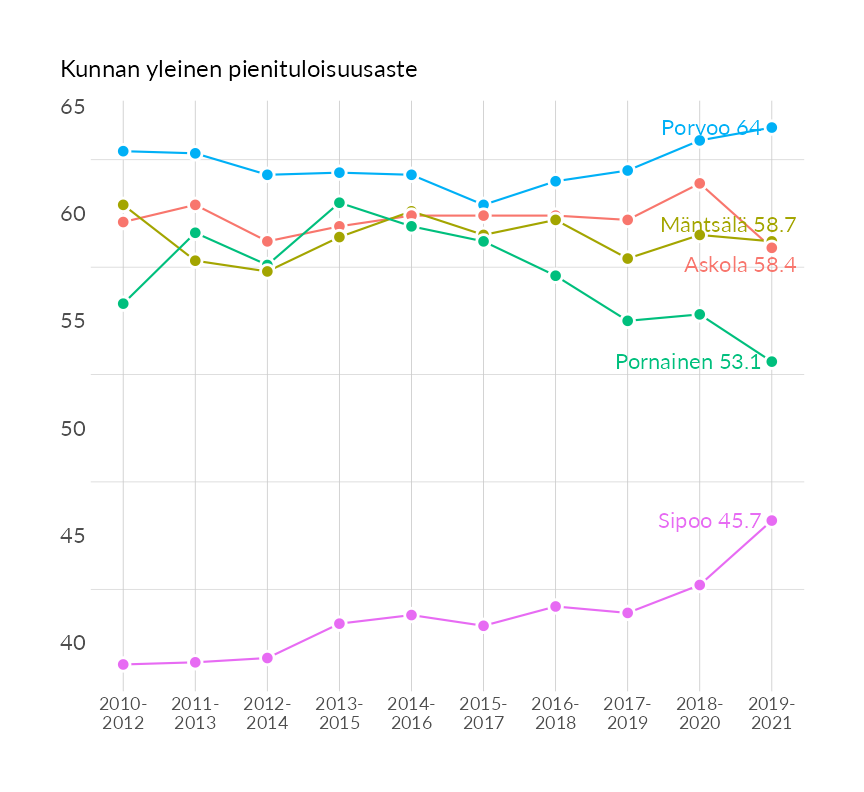 Kunnan yleinen pienituloisuusaste
65
Porvoo 64
60
Mäntsälä 58.7
Askola 58.4
55
Pornainen 53.1
50
Sipoo 45.7
45
40
2010- 2011- 2012- 2013- 2014- 2015- 2016- 2017- 2018- 2019-
2012 2013 2014 2015 2016 2017 2018 2019 2020 2021